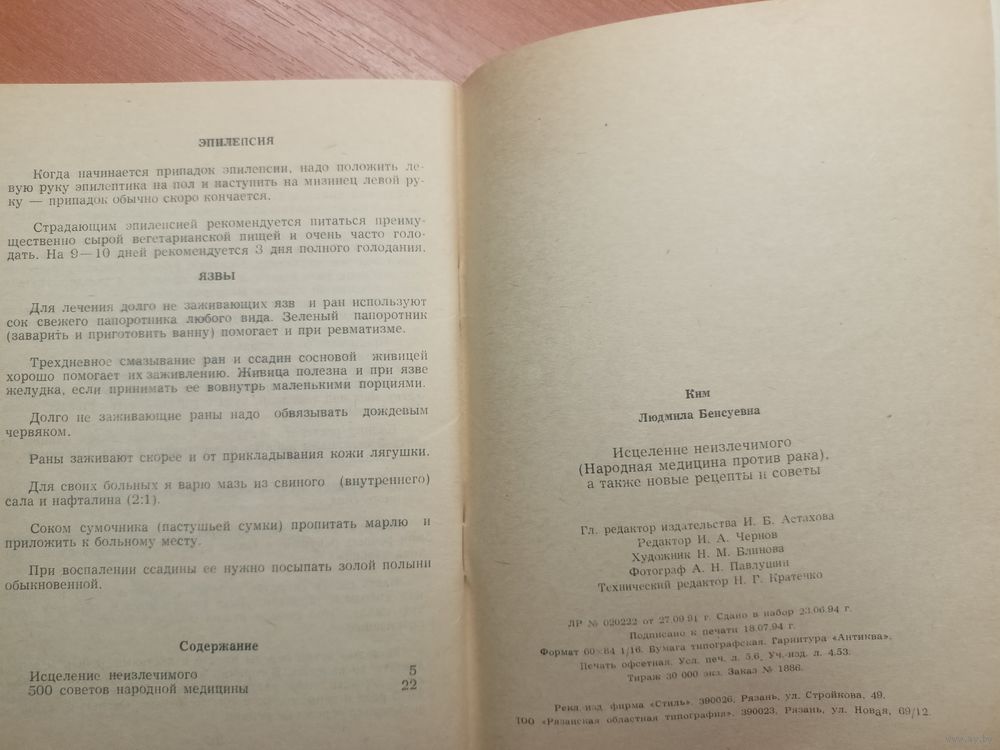 ЭПИЛЕПСИЯ
Когда начинается припадок эпилепсии, надо положить ле-
вую руку эпилептика на пол и наступить на мизинец левой ру-
ку — припадок обычно скоро кончается.
Страдающим эпилепсией рекомендуется питаться преиму-
щественно сырой вегетарианской пищей и очень часто голо-
дать. На 9—10 дней рекомендуется 3 дня полного голодания.
ЯЗВЫ
Для лечения долго не заживающих язв и ран используют
сок свежего папоротника любого вида. Зеленый папоротник
(заварить и приготовить ванну) помогает и при ревматизме.
Трехдневное смазывание ран и ссадин сосновой живицей
хорошо помогает их заживлению. Живица полезна и при язве
желудка, если принимать ее вовнутрь маленькими порциями.
Долго не заживающие раны надо обвязывать дождевым
червяком.
Раны заживают скорее и от прикладывания кожи лягушки.
Для своих больных я варю мазь из свиного (внутреннего)
сала и нафталина (2:1).
Соком сумочника (пастушьей сумки) пропитать марлю и
приложить к больному месту.
При воспалении ссадины ее нужно посыпать золой полыни
обыкновенной.
Содержание
Исцеление неизлечимого 5
500 советов народной медицины 22
Ким
Людмила Бенсуевна
Исцеление неизлечимого
(Народная медицина против рака),
а также новые рецепты и советы
Гл. редактор издательства И. Б. Астахова
Редактор И. А. Чернов
Художник Н. М. Блинова
Фотограф А. Н. Павлушин
Технический редактор Н. Г. Кратенко
ЛР № 020222 от 27.09.91 г. Сдано в набор 23.06.94 г.
Подписано к печати 18.07.94 г.
Формат 60×84 1/16. Бумага типографская. Гарнитура «Антиква».
Печать офсетная. Усл. печ. л. 5,6. Уч.-изд. л. 4,53.
Тираж 30 000 экз. Заказ № 1886.
Рекл.-изд. фирма «Стиль». 390026, Рязань, ул. Стройкова, 49.
ТОО «Рязанская областная типография». 390023, Рязань, ул. Новая, 69/12.